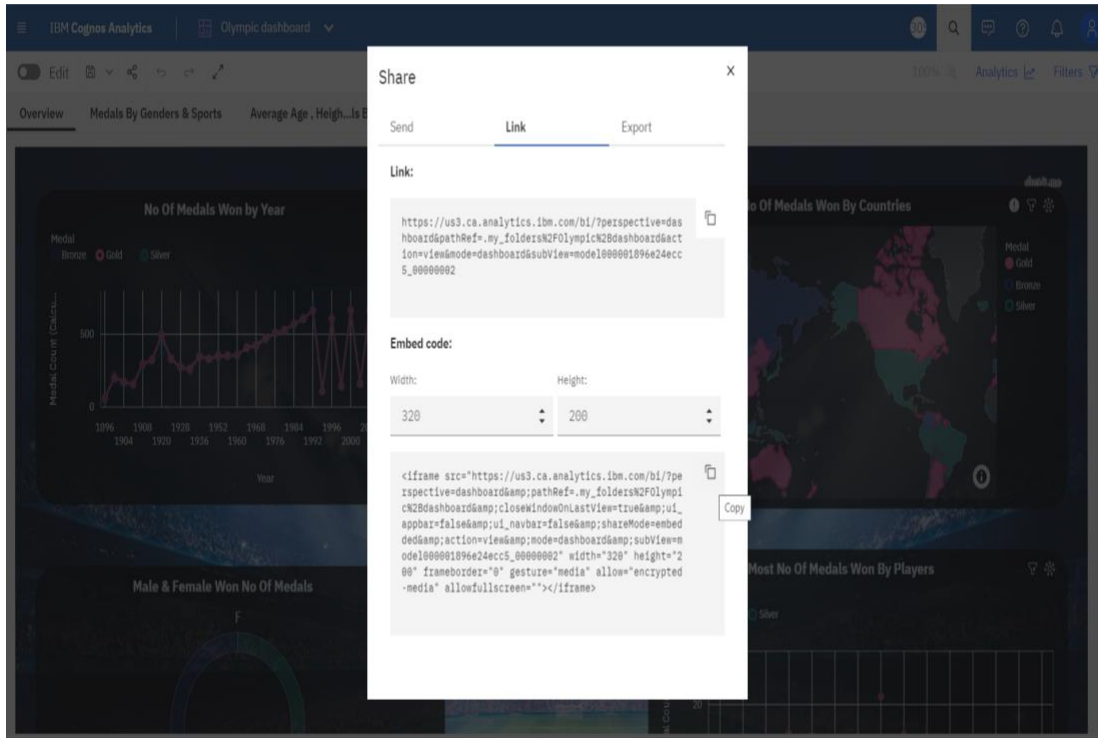 IBM Cognos Analytics
Olympic dashboard
Edit
100%
Analytics
Filters
Overview
Medals By Genders & Sports
Average Age , Heigh...ls B
Share
X
Send
Link
Export
Link:
https://us3.ca.analytics.ibm.com/bi/?perspective=das
hboard&pathRef=.my_folders%2FOlympic%2Bdashboard&act
ion=view&mode=dashboard&subView=model000001896e24ecc
5_00000002
Embed code:
Width:
Height:
320
200
<iframe src="https://us3.ca.analytics.ibm.com/bi/?pe
rspective=dashboard&amp;pathRef=.my_folders%2FOlympi
c%2Bdashboard&amp;closeWindowOnLastView=true&amp;ui_
appbar=false&amp;ui_navbar=false&amp;shareMode=embed
ded&amp;action=view&amp;mode=dashboard&amp;subView=m
odel000001896e24ecc5_00000002" width="320" height="2
00" frameborder="0" gesture="media" allow="encrypted
-media" allowfullscreen=""></iframe>
Copy
No Of Medals Won by Year
Medal
Bronze
Gold
Silver
Medal Count (Calcu...
500
0
1896 1908 1928 1952 1968 1984 1996
1904 1920 1936 1960 1976 1992 2000
Year
o Of Medals Won By Countries
Medal
Gold
Bronze
Silver
Male & Female Won No Of Medals
F
Most No Of Medals Won By Players
Silver
al Cou
20